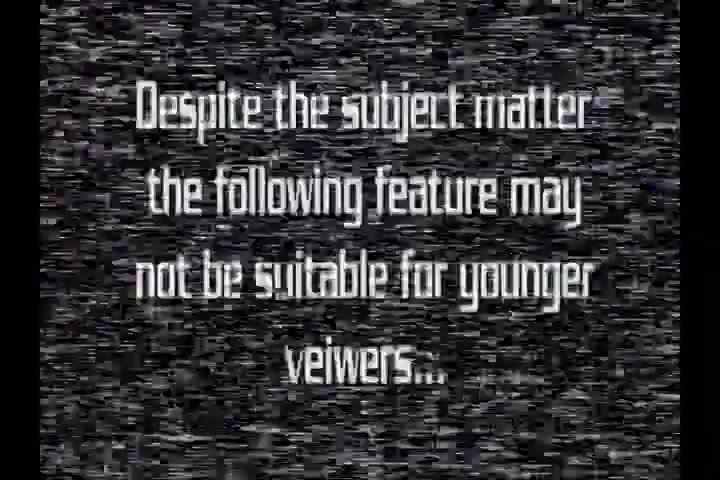 Despite the subject matter
the following feature may
not be suitable for younger
veiwers...